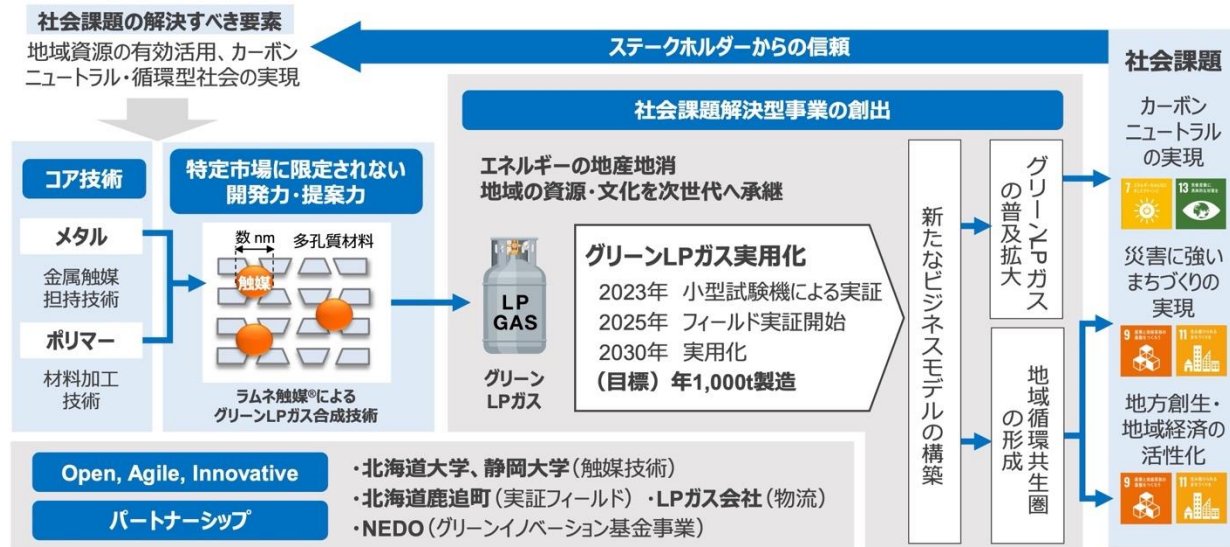 社会課題の解決すべき要素
地域資源の有効活用、カーボン
ニュートラル・循環型社会の実現
ステークホルダーからの信頼
コア技術
メタル
金属触媒
担持技術
ポリマー
材料加工
技術
特定市場に限定されない
開発力・提案力
数 nm
多孔質材料
触媒
ラムネ触媒®による
グリーンLPガス合成技術
社会課題解決型事業の創出
エネルギーの地産地消
地域の資源・文化を次世代へ承継
LP
GAS
グリーン
LPガス
グリーンLPガス実用化
2023年 小型試験機による実証
2025年 フィールド実証開始
2030年 実用化
（目標）年1,000t製造
新たなビジネスモデルの構築
グリーンLPガス
の普及拡大
地域循環共生圏
の形成
社会課題
カーボン
ニュートラル
の実現
7
13
災害に強い
まちづくりの
実現
9
11
地方創生・
地域経済の
活性化
9
11
Open, Agile, Innovative
パートナーシップ
・北海道大学、静岡大学（触媒技術）
・北海道鹿追町（実証フィールド） ・LPガス会社（物流）
・NEDO（グリーンイノベーション基金事業）